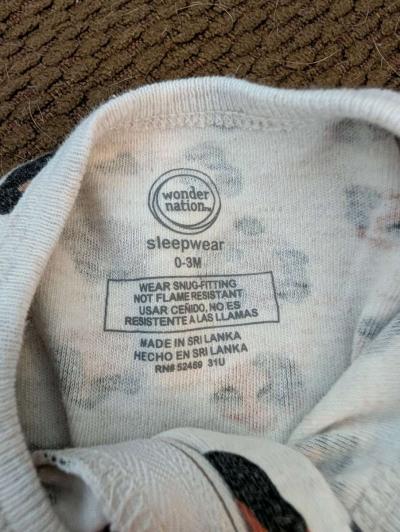 wonder
nation™
sleepwear
0-3M
WEAR SNUG-FITTING
NOT FLAME RESISTANT
USAR CEÑIDO, NO ES
RESISTENTE A LAS LLAMAS
MADE IN SRI LANKA
HECHO EN SRI LANKA
RN# 52469 31U